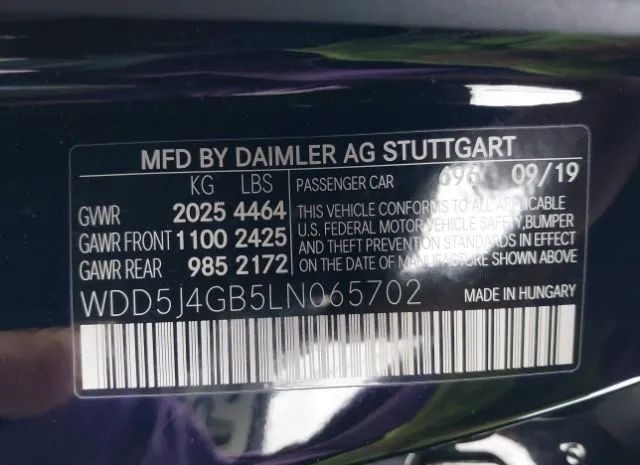 MFD BY DAIMLER AG STUTTGART
KG LBS
PASSENGER CAR 696 09/19
GVWR 2025 4464
GAWR FRONT 1100 2425
GAWR REAR 985 2172
THIS VEHICLE CONFORMS TO ALL APPLICABLE
U.S. FEDERAL MOTOR VEHICLE SAFETY,BUMPER
AND THEFT PREVENTION STANDARDS IN EFFECT
ON THE DATE OF MANUFACTURE SHOWN ABOVE
WDD5J4GB5LN065702 MADE IN HUNGARY